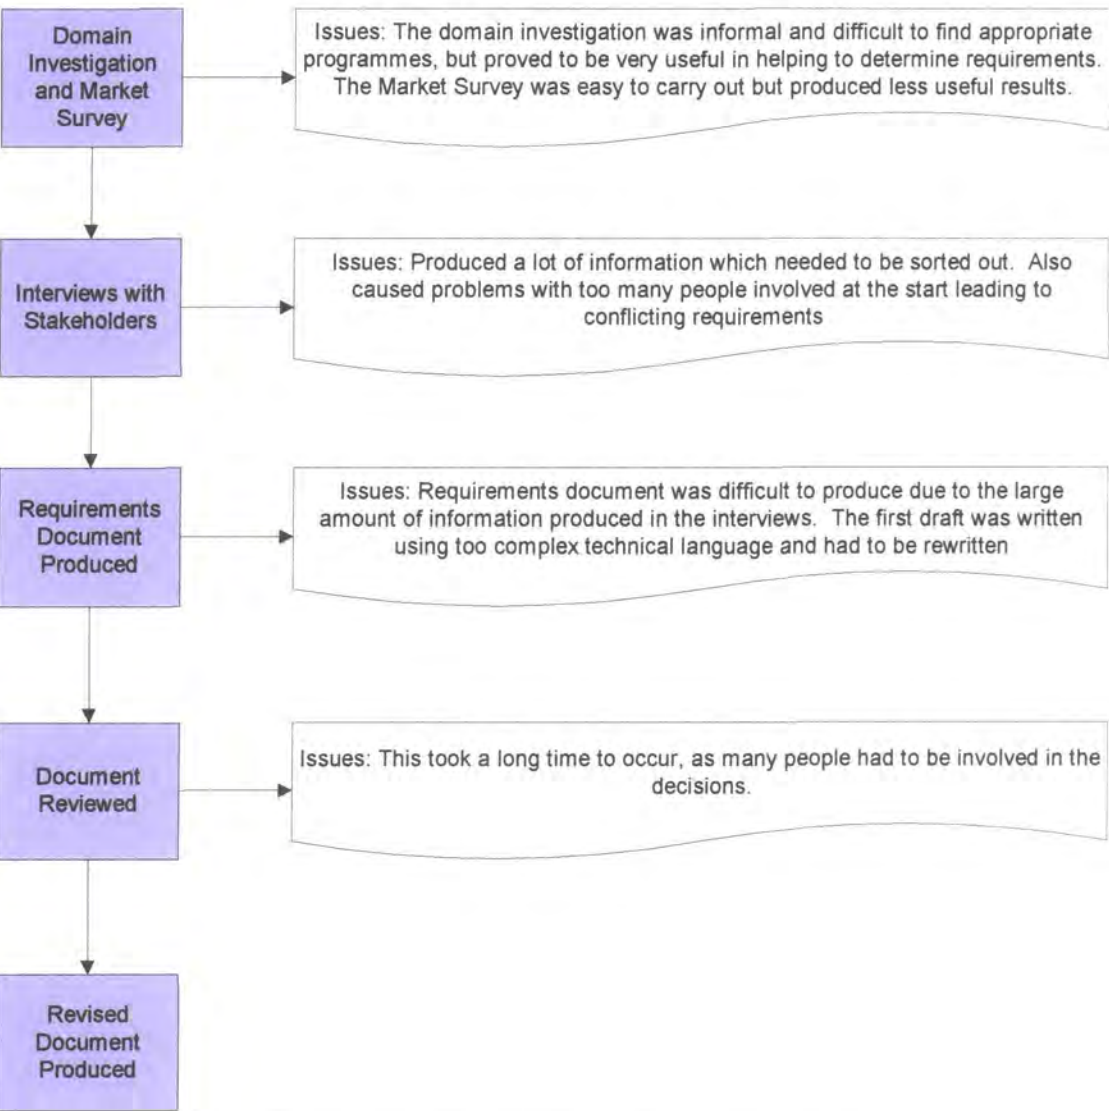 Domain
Investigation
and Market
Survey
Issues: The domain investigation was informal and difficult to find appropriate
programmes, but proved to be very useful in helping to determine requirements.
The Market Survey was easy to carry out but produced less useful results.
Interviews with
Stakeholders
Issues: Produced a lot of information which needed to be sorted out. Also
caused problems with too many people involved at the start leading to
conflicting requirements
Requirements
Document
Produced
Issues: Requirements document was difficult to produce due to the large
amount of information produced in the interviews. The first draft was written
using too complex technical language and had to be rewritten
Document
Reviewed
Issues: This took a long time to occur, as many people had to be involved in the
decisions.
Revised
Document
Produced